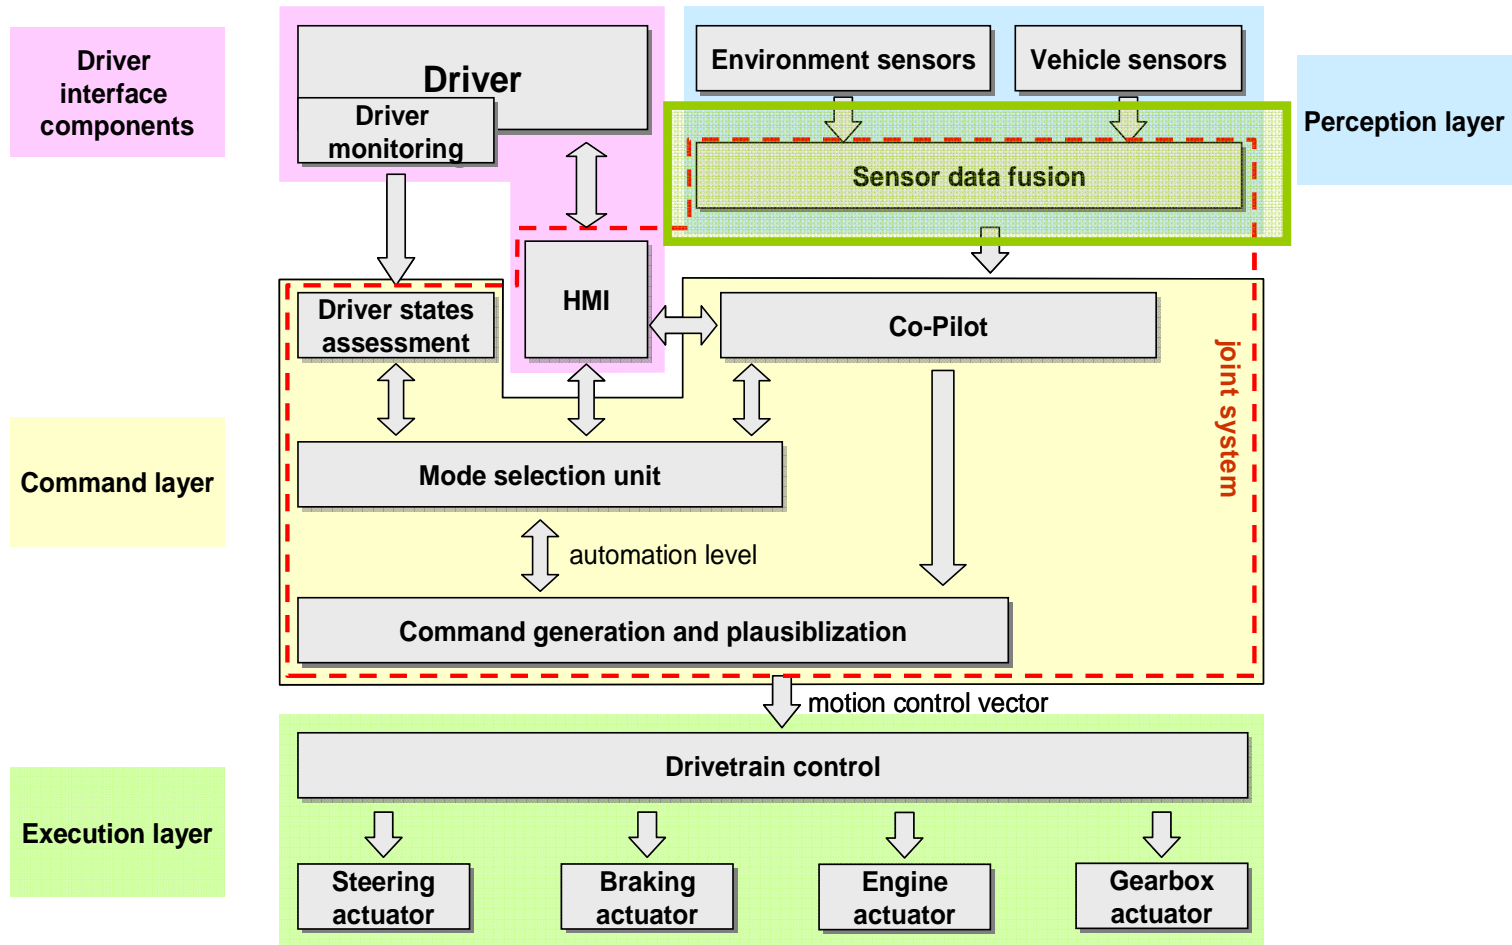 Driver
interface
components
Driver
Driver
monitoring
Environment sensors
Vehicle sensors
Perception layer
Sensor data fusion
Driver states
assessment
HMI
Co-Pilot
joint system
Command layer
Mode selection unit
automation level
Command generation and plausiblization
motion control vector
Drivetrain control
Execution layer
Steering
actuator
Braking
actuator
Engine
actuator
Gearbox
actuator